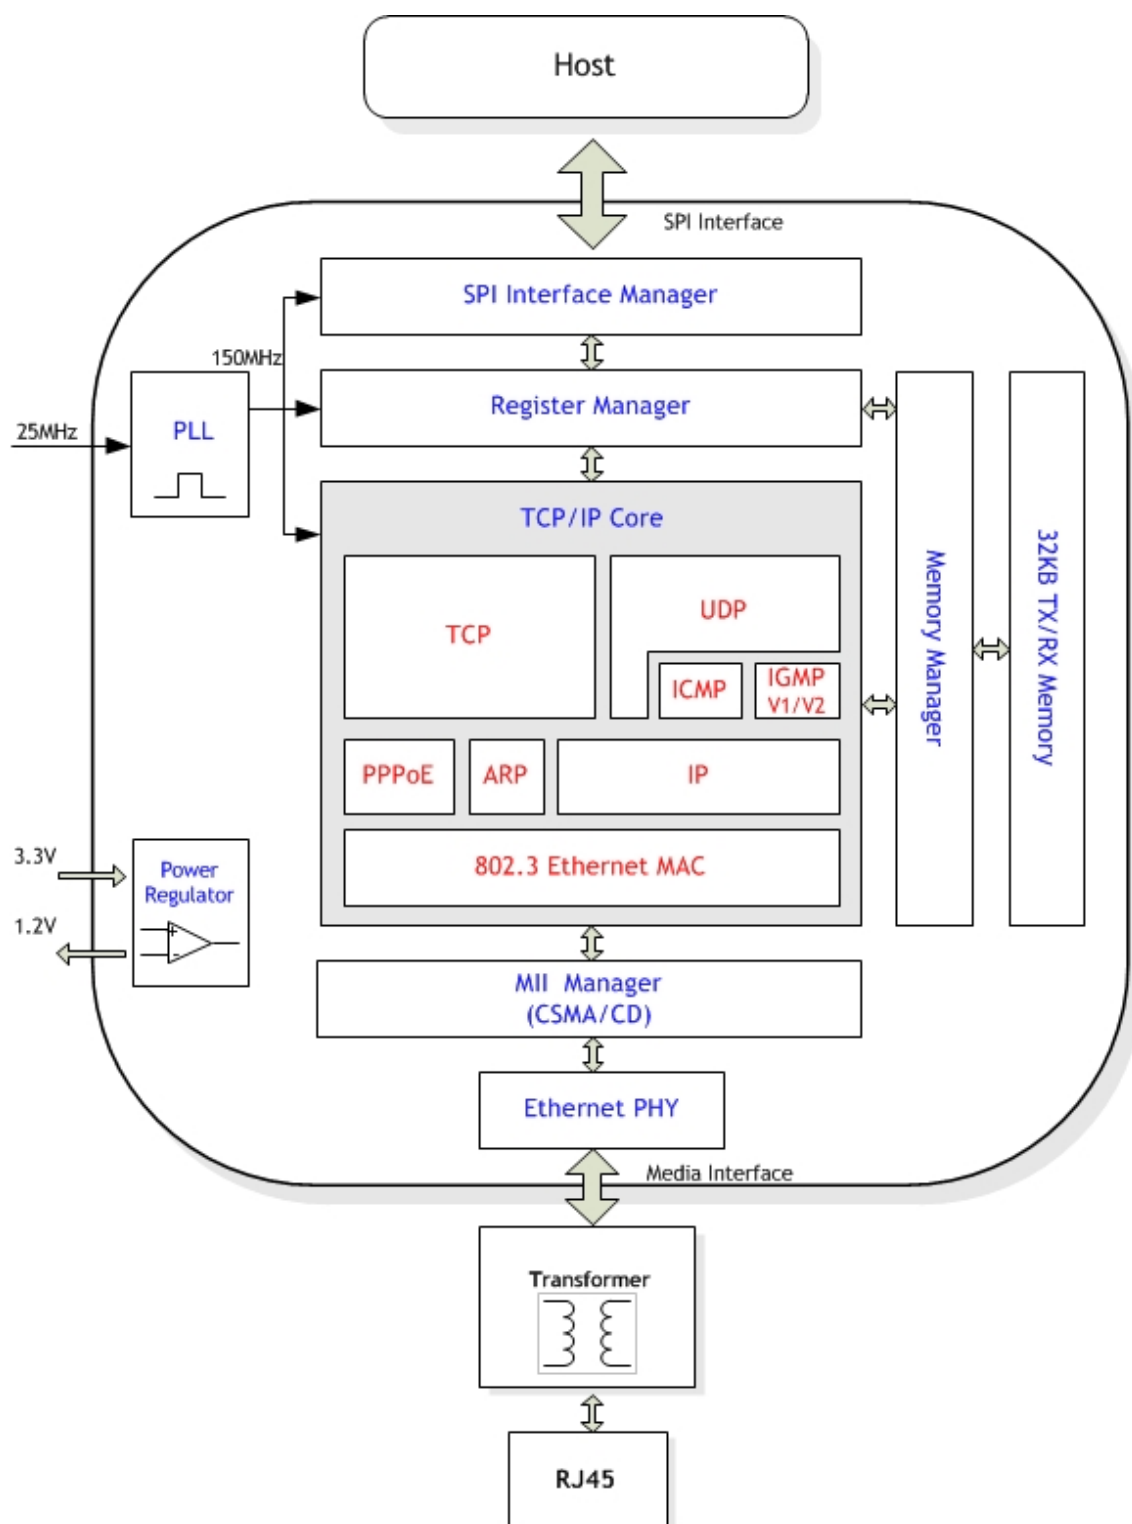 Host
SPI Interface
SPI Interface Manager
150MHz
Register Manager
25MHz
PLL
TCP/IP Core
TCP
UDP
ICMP
IGMP
V1/V2
Memory Manager
32KB TX/RX Memory
PPPoE
ARP
IP
802.3 Ethernet MAC
3.3V
1.2V
Power
Regulator
+
-
MII Manager
(CSMA/CD)
Ethernet PHY
Media Interface
Transformer
RJ45